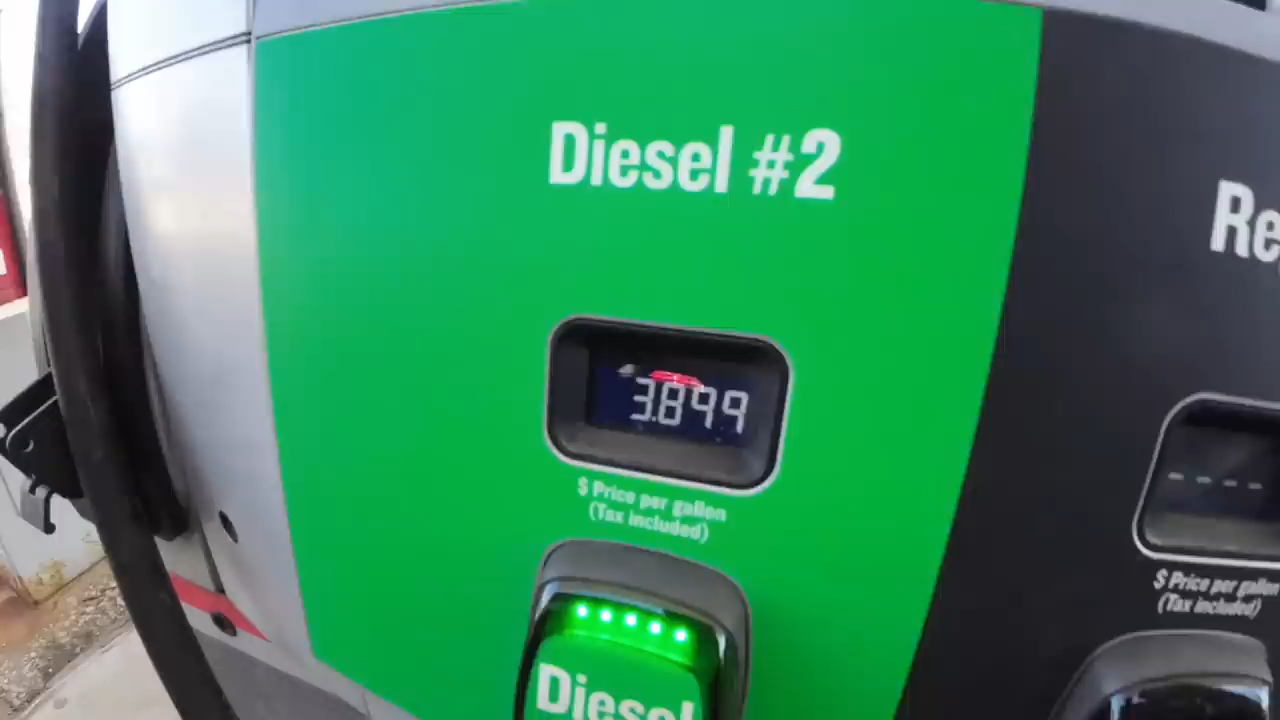 Diesel #2
3.899
$ Price per gallon
(Tax included)
Diesel
Re
- - - -
$ Price per gallon
(Tax included)